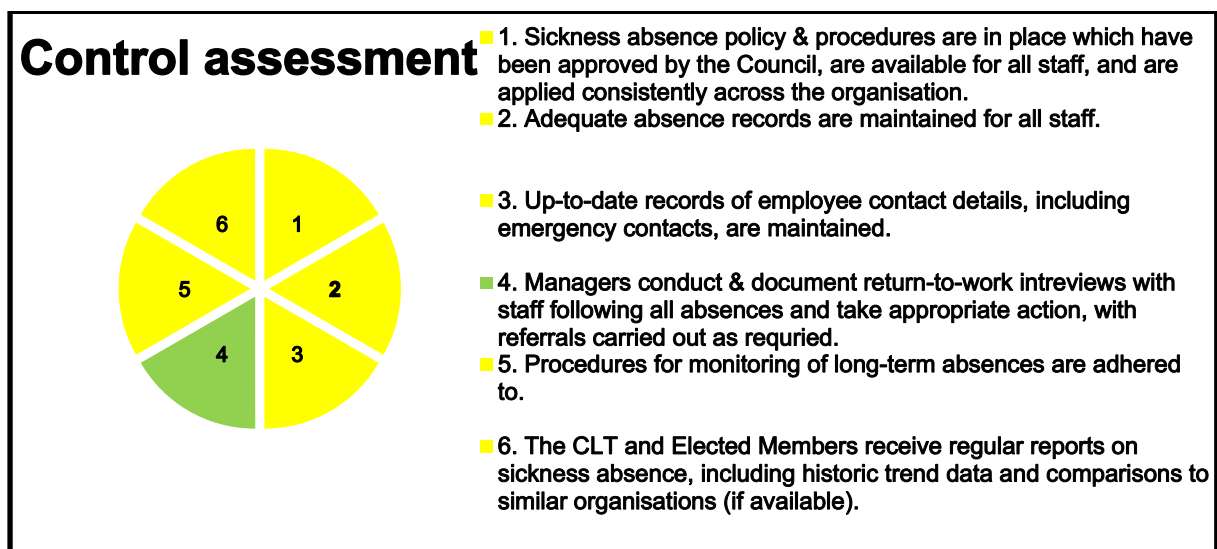 Control assessment
1. Sickness absence policy & procedures are in place which have
been approved by the Council, are available for all staff, and are
applied consistently across the organisation.
2. Adequate absence records are maintained for all staff.
3. Up-to-date records of employee contact details, including
emergency contacts, are maintained.
4. Managers conduct & document return-to-work intreviews with
staff following all absences and take appropriate action, with
referrals carried out as requried.
5. Procedures for monitoring of long-term absences are adhered
to.
6. The CLT and Elected Members receive regular reports on
sickness absence, including historic trend data and comparisons to
similar organisations (if available).
6
1
5
2
4
3